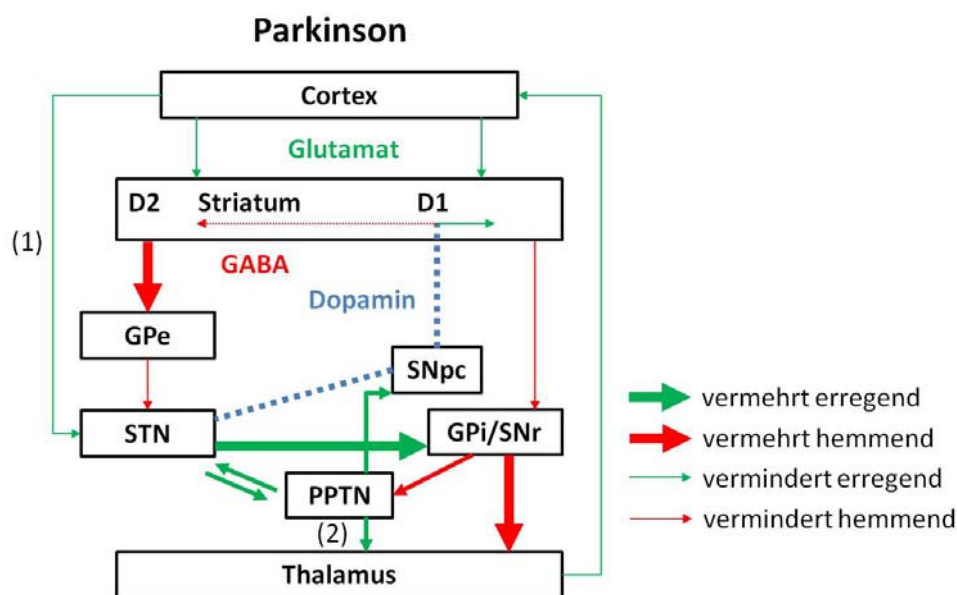 Parkinson
Cortex
Glutamat
D2 Striatum D1
(1)
GABA
Dopamin
GPe
SNpc
STN
GPi/SNr
PPTN
(2)
Thalamus
vermehrt erregend
vermehrt hemmend
vermindert erregend
vermindert hemmend